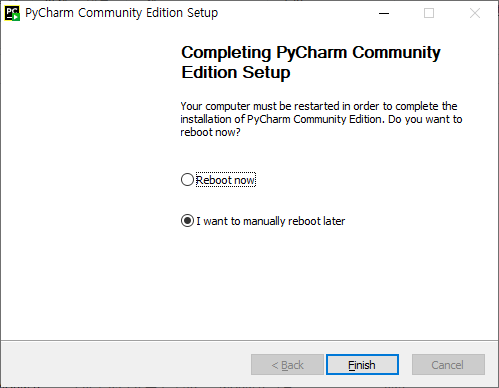 PyCharm Community Edition Setup
Completing PyCharm Community
Edition Setup
Your computer must be restarted in order to complete the
installation of PyCharm Community Edition. Do you want to
reboot now?
Reboot now
I want to manually reboot later
< Back
Finish
Cancel